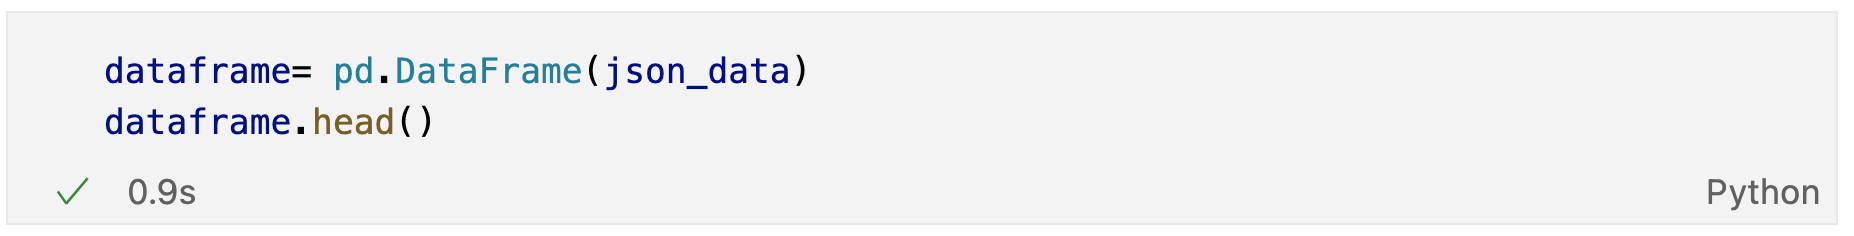 dataframe= pd.DataFrame(json_data)
dataframe.head()
0.9s
Python